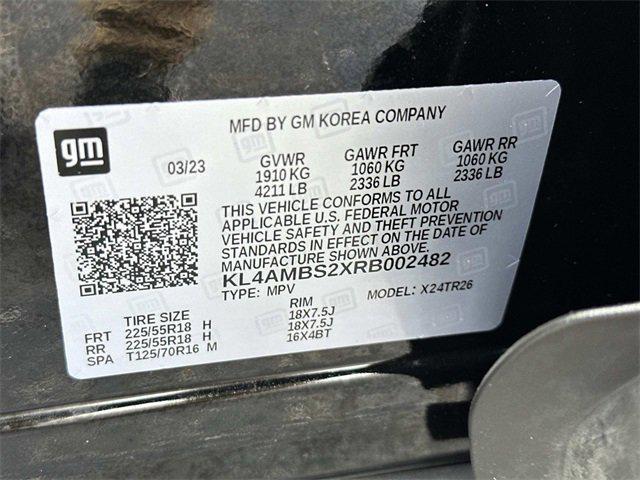 MFD BY GM KOREA COMPANY
gm
03/23 GVWR GAWR FRT GAWR RR
1910 KG 1060 KG 1060 KG
4211 LB 2336 LB 2336 LB
THIS VEHICLE CONFORMS TO ALL
APPLICABLE U.S. FEDERAL MOTOR
VEHICLE SAFETY AND THEFT PREVENTION
STANDARDS IN EFFECT ON THE DATE OF
MANUFACTURE SHOWN ABOVE.
KL4AMBS2XRB002482
TYPE: MPV MODEL: X24TR26
TIRE SIZE RIM
FRT 225/55R18 H 18X7.5J
RR 225/55R18 H 18X7.5J
SPA T125/70R16 M 16X4BT